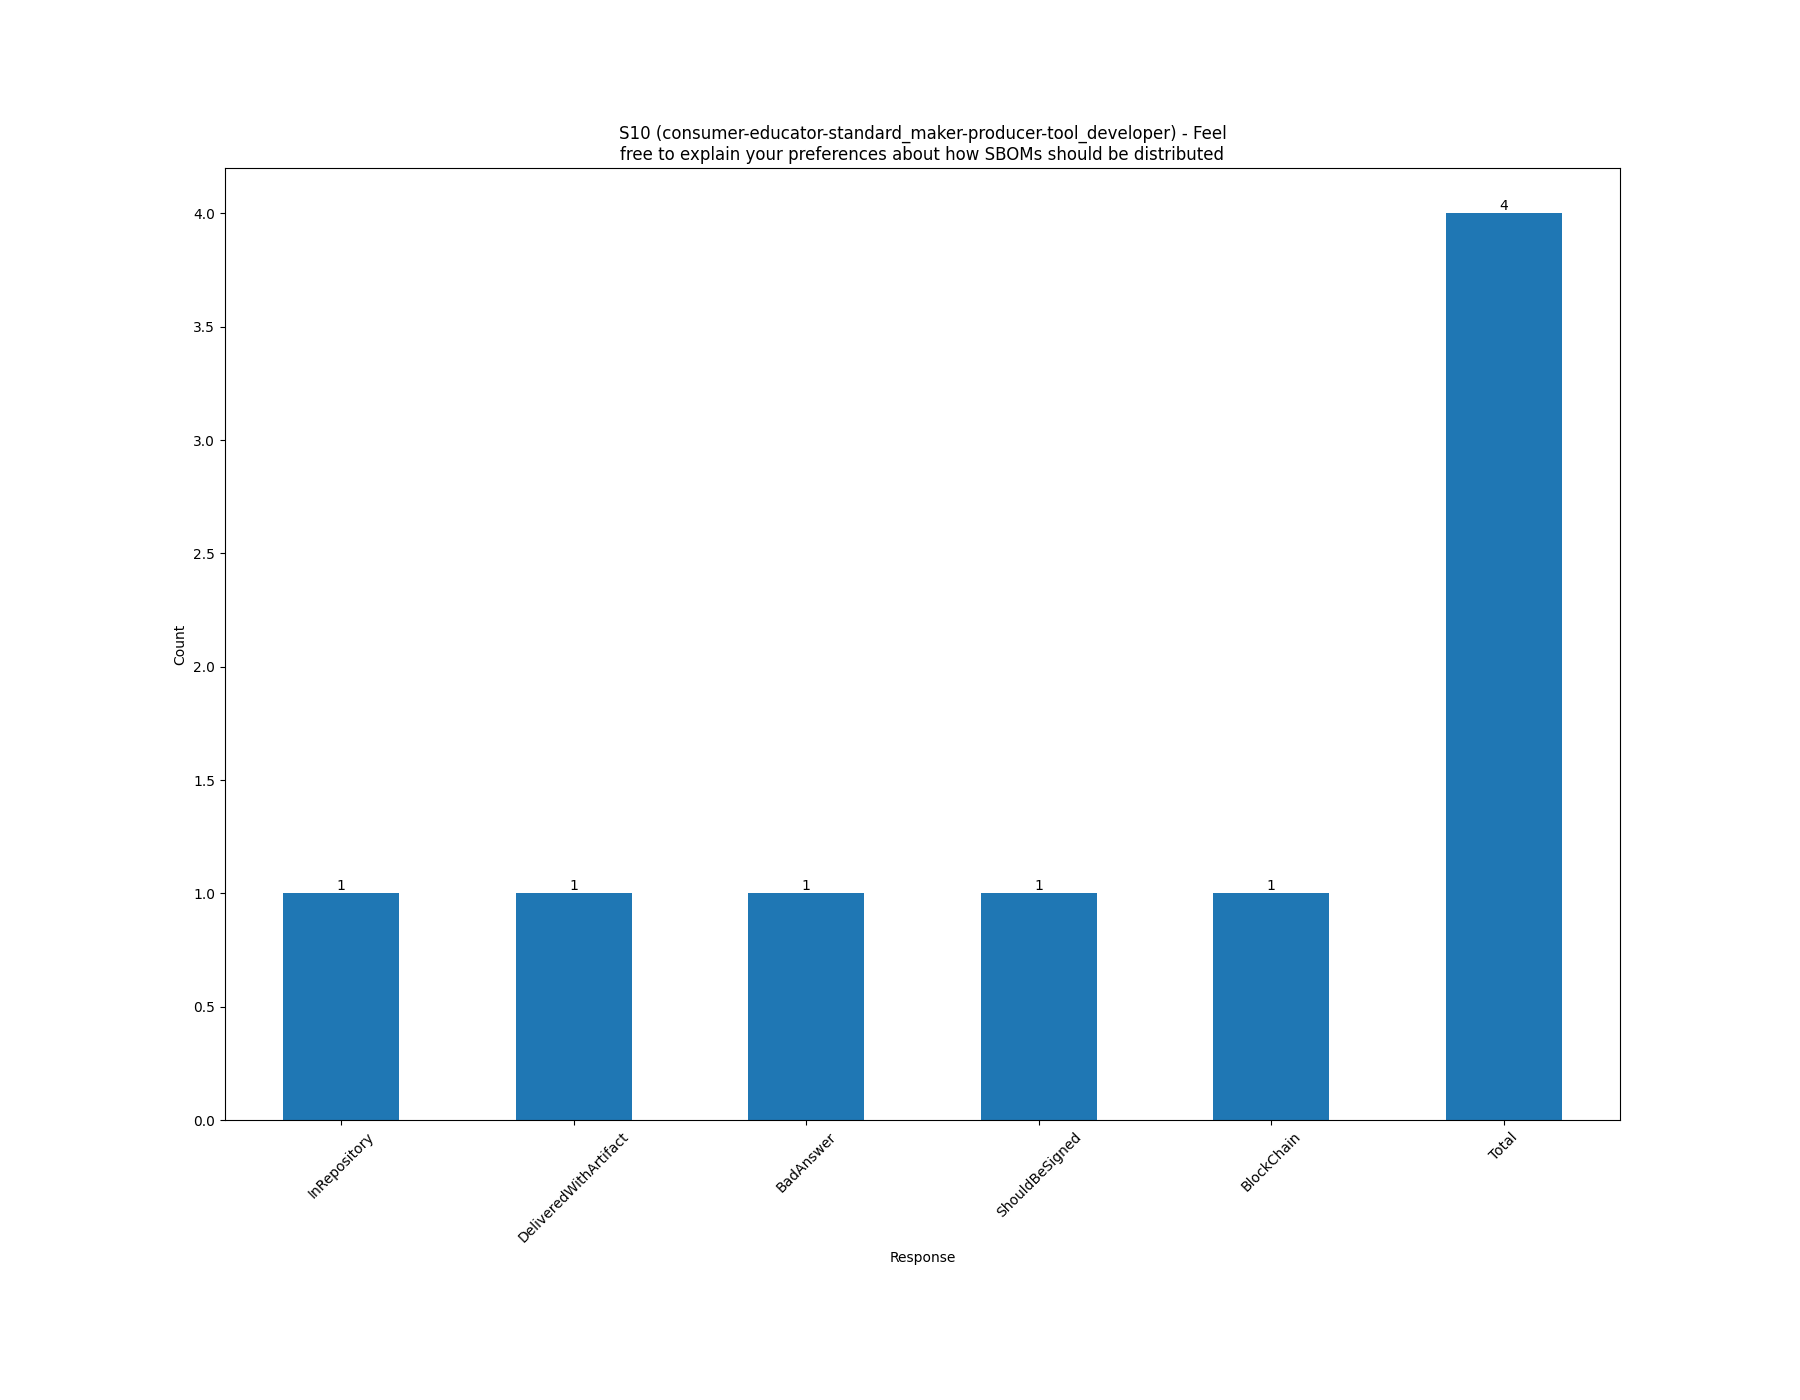 S10 (consumer-educator-standard_maker-producer-tool_developer) - Feel
free to explain your preferences about how SBOMs should be distributed
4.0
3.5
3.0
2.5
2.0
1.5
1.0
0.5
0.0
Count
1
1
1
1
1
4
InRepository
DeliveredWithArtifact
BadAnswer
ShouldBeSigned
BlockChain
Total
Response